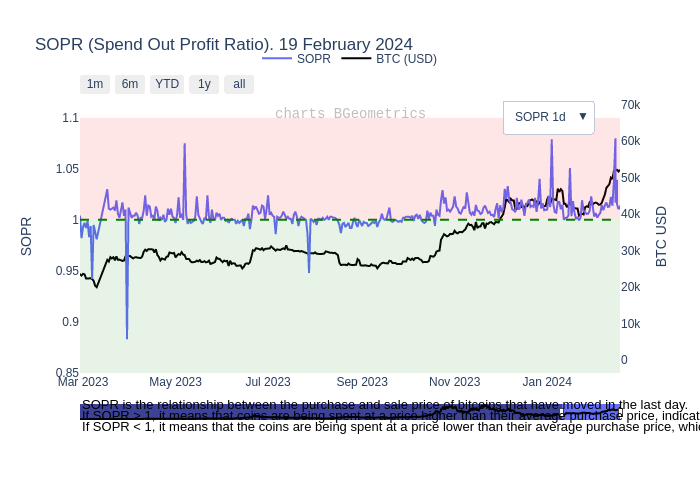 SOPR (Spend Out Profit Ratio). 19 February 2024
SOPR BTC (USD)
1m 6m YTD 1y all
charts BGeometrics
SOPR 1d ▼
1.1
1.05
1
0.95
0.9
0.85
SOPR
70k
60k
50k
40k
30k
20k
10k
0
BTC USD
Mar 2023 May 2023 Jul 2023 Sep 2023 Nov 2023 Jan 2024
SOPR is the relationship between the purchase and sale price of bitcoins that have moved in the last day.
If SOPR > 1, it means that coins are being spent at a price higher than their average purchase price, indicat
If SOPR < 1, it means that the coins are being spent at a price lower than their average purchase price, whic